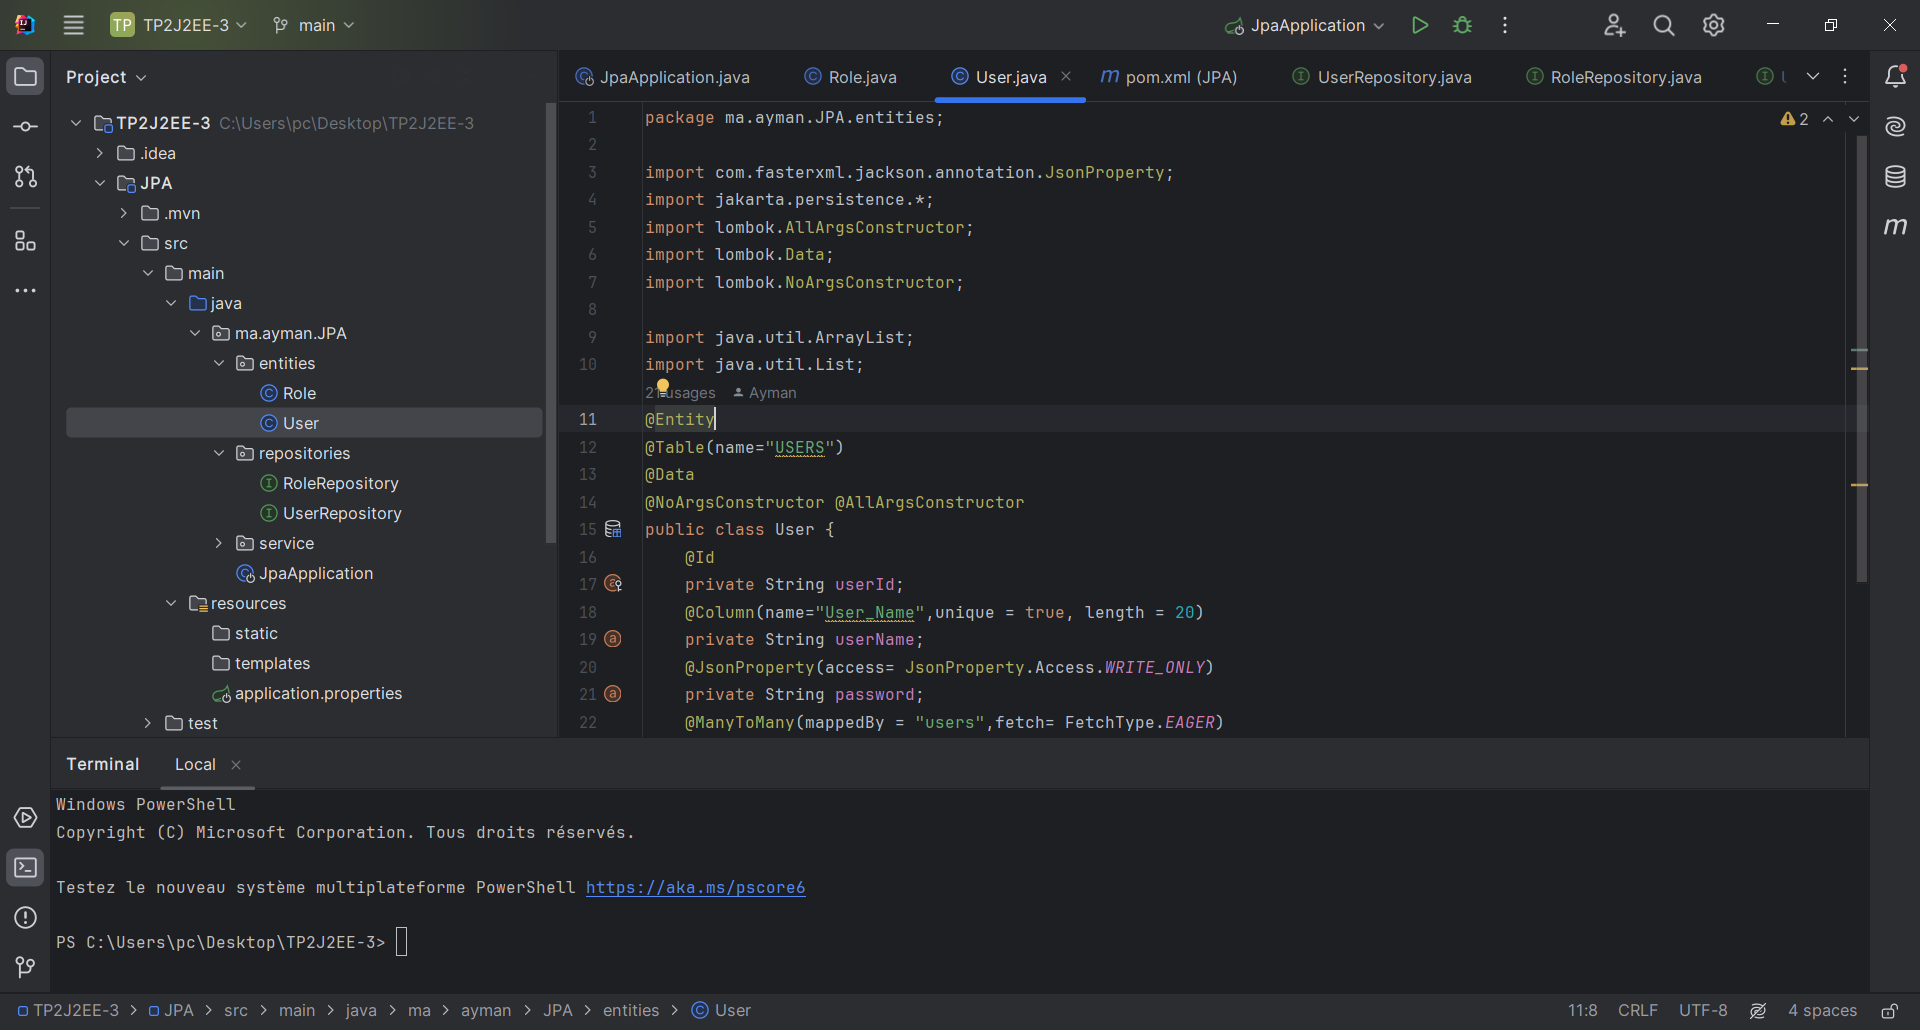 TP TP2J2EE-3 main JpaApplication
Project
TP2J2EE-3 C:\Users\pc\Desktop\TP2J2EE-3
.idea
JPA
.mvn
src
main
java
ma.ayman.JPA
entities
Role
User
repositories
RoleRepository
UserRepository
service
JpaApplication
resources
static
templates
application.properties
test
JpaApplication.java Role.java User.java pom.xml (JPA) UserRepository.java RoleRepository.java
2
1 package ma.ayman.JPA.entities;
2
3 import com.fasterxml.jackson.annotation.JsonProperty;
4 import jakarta.persistence.*;
5 import lombok.AllArgsConstructor;
6 import lombok.Data;
7 import lombok.NoArgsConstructor;
8
9 import java.util.ArrayList;
10 import java.util.List;
21 usages Ayman
11 @Entity
12 @Table(name="USERS")
13 @Data
14 @NoArgsConstructor @AllArgsConstructor
15 public class User {
16 @Id
17 private String userId;
18 @Column(name="User_Name",unique = true, length = 20)
19 private String userName;
20 @JsonProperty(access= JsonProperty.Access.WRITE_ONLY)
21 private String password;
22 @ManyToMany(mappedBy = "users",fetch= FetchType.EAGER)
Terminal Local
Windows PowerShell
Copyright (C) Microsoft Corporation. Tous droits réservés.
Testez le nouveau système multiplateforme PowerShell https://aka.ms/pscore6
PS C:\Users\pc\Desktop\TP2J2EE-3>
TP2J2EE-3 > JPA > src > main > java > ma > ayman > JPA > entities > User
11:8 CRLF UTF-8 4 spaces